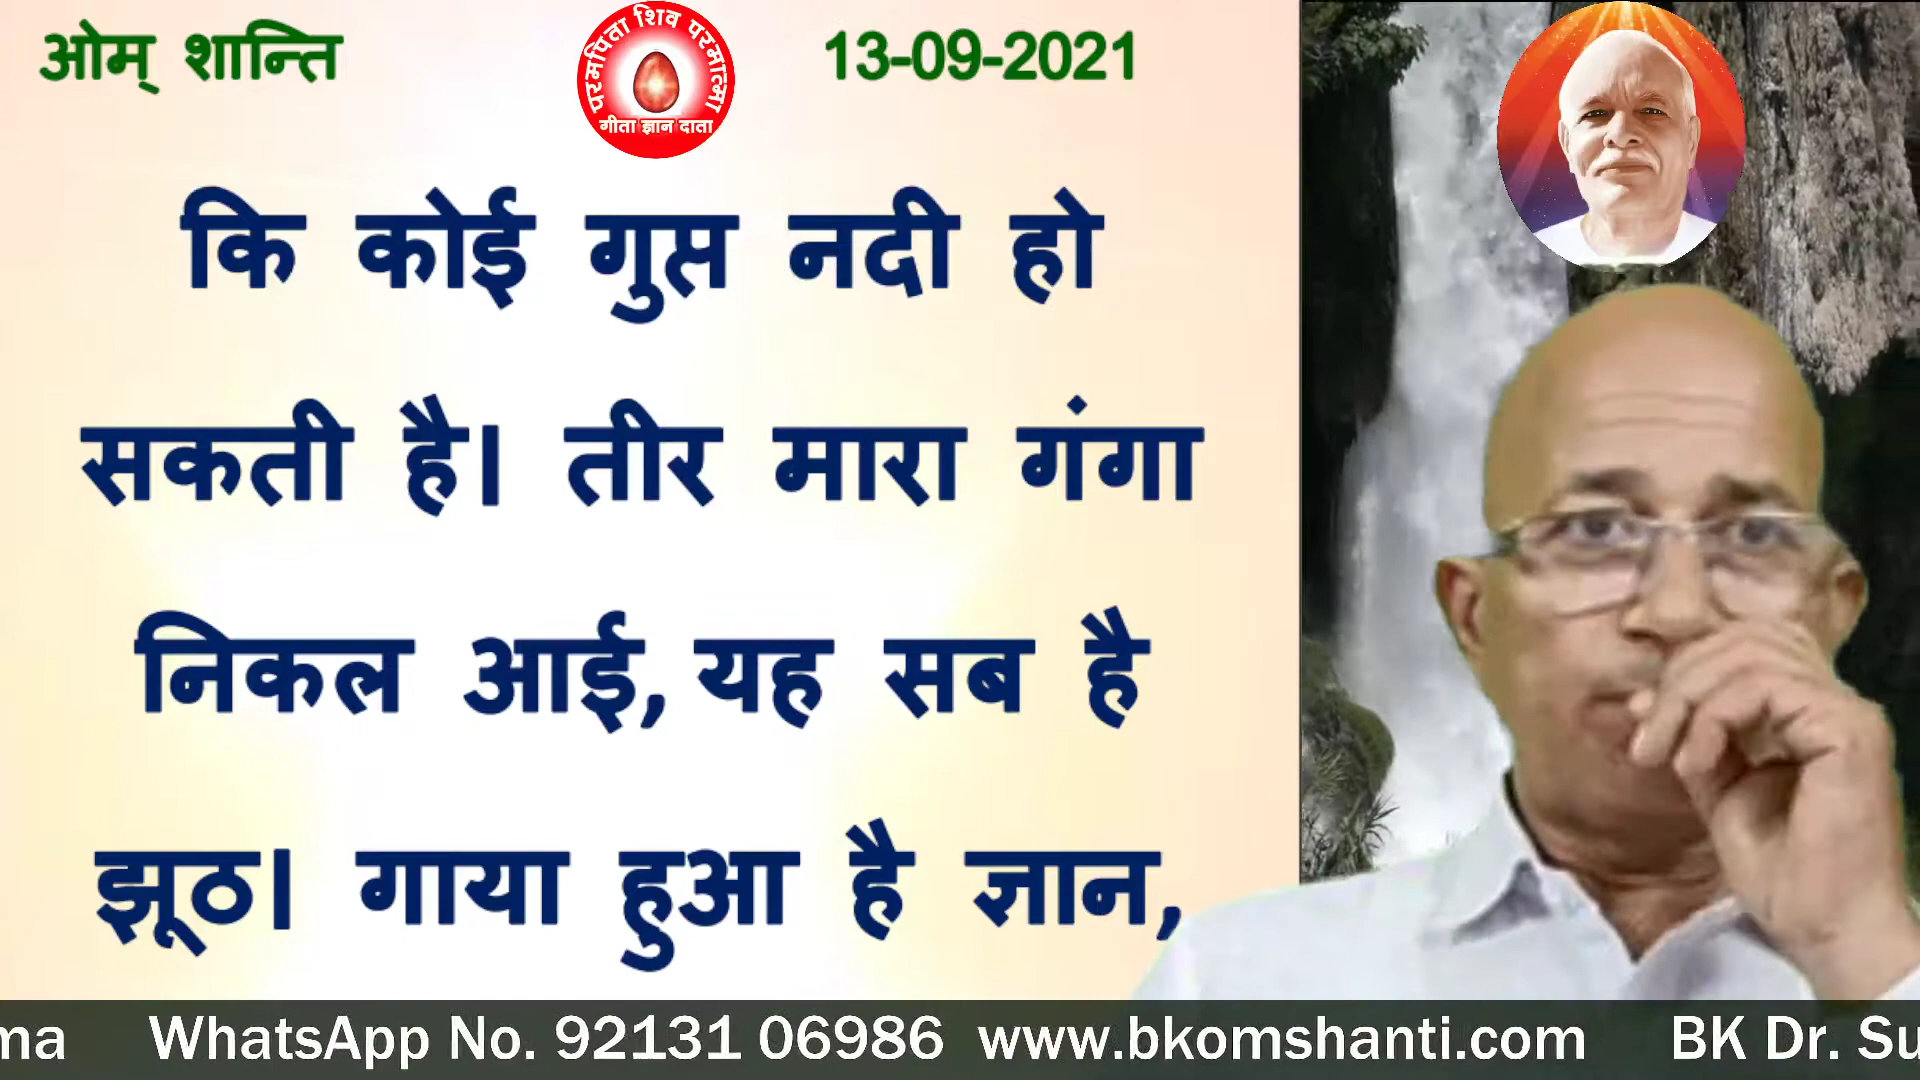 ओम् शान्ति
परमपिता शिव परमात्मा
गीता ज्ञान दाता
13-09-2021
कि कोई गुप्त नदी हो
सकती है। तीर मारा गंगा
निकल आई, यह सब है
झूठ। गाया हुआ है ज्ञान,
ma WhatsApp No. 92131 06986 www.bkomshanti.com BK Dr. Su